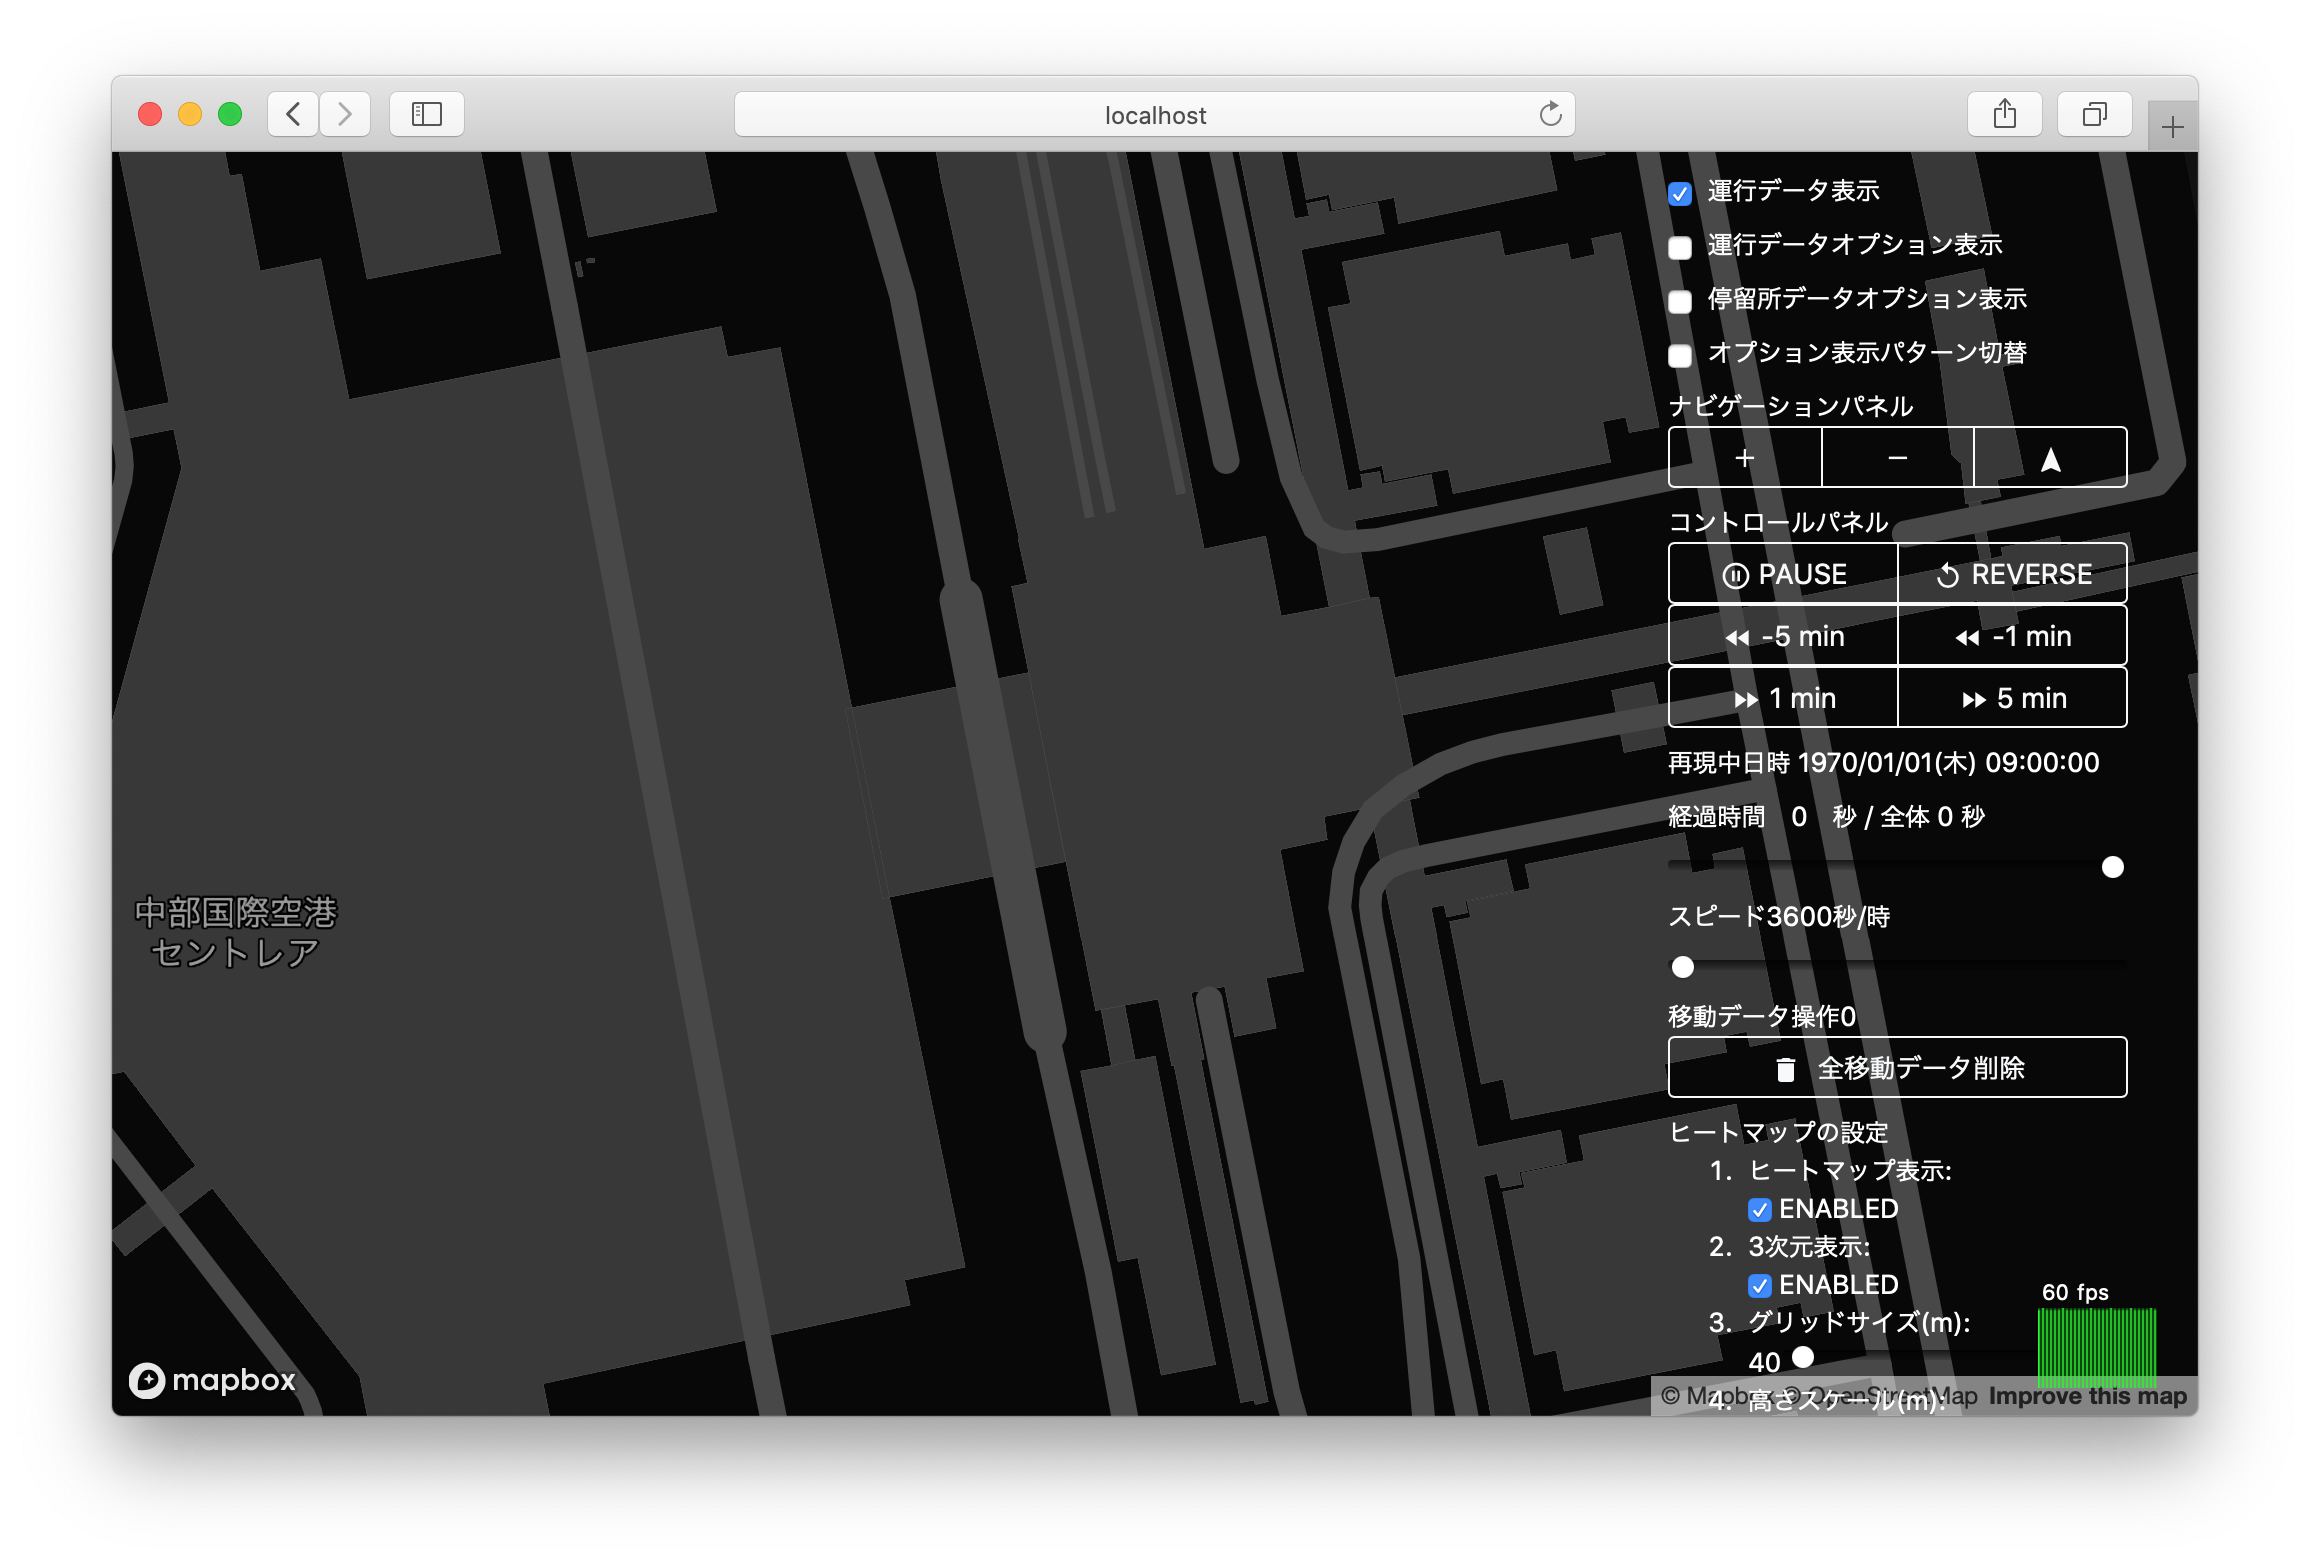 localhost
運行データ表示
運行データオプション表示
停留所データオプション表示
オプション表示パターン切替
ナビゲーションパネル
+ −
コントロールパネル
PAUSE REVERSE
-5 min -1 min
1 min 5 min
再現中日時 1970/01/01(木) 09:00:00
経過時間 0 秒 / 全体 0 秒
スピード3600秒/時
移動データ操作0
全移動データ削除
ヒートマップの設定
1. ヒートマップ表示:
ENABLED
2. 3次元表示:
ENABLED
3. グリッドサイズ(m):
40
4. 高さスケール(m):
60 fps
中部国際空港
セントレア
mapbox
© Mapbox © OpenStreetMap Improve this map